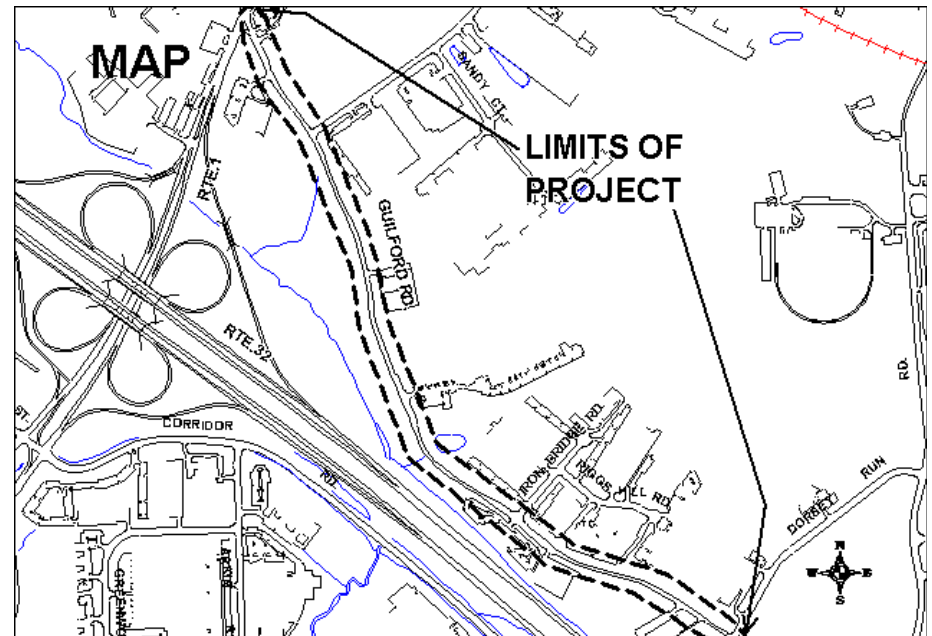 MAP
SANDY CT.
LIMITS OF
PROJECT
RTE.1
GUILFORD RD.
RTE.32
RD.
CORRIDOR
ST.
RD.
IRON BRIDGE RD.
RIGGS HILL RD.
DORSEY RUN
N
W E
S